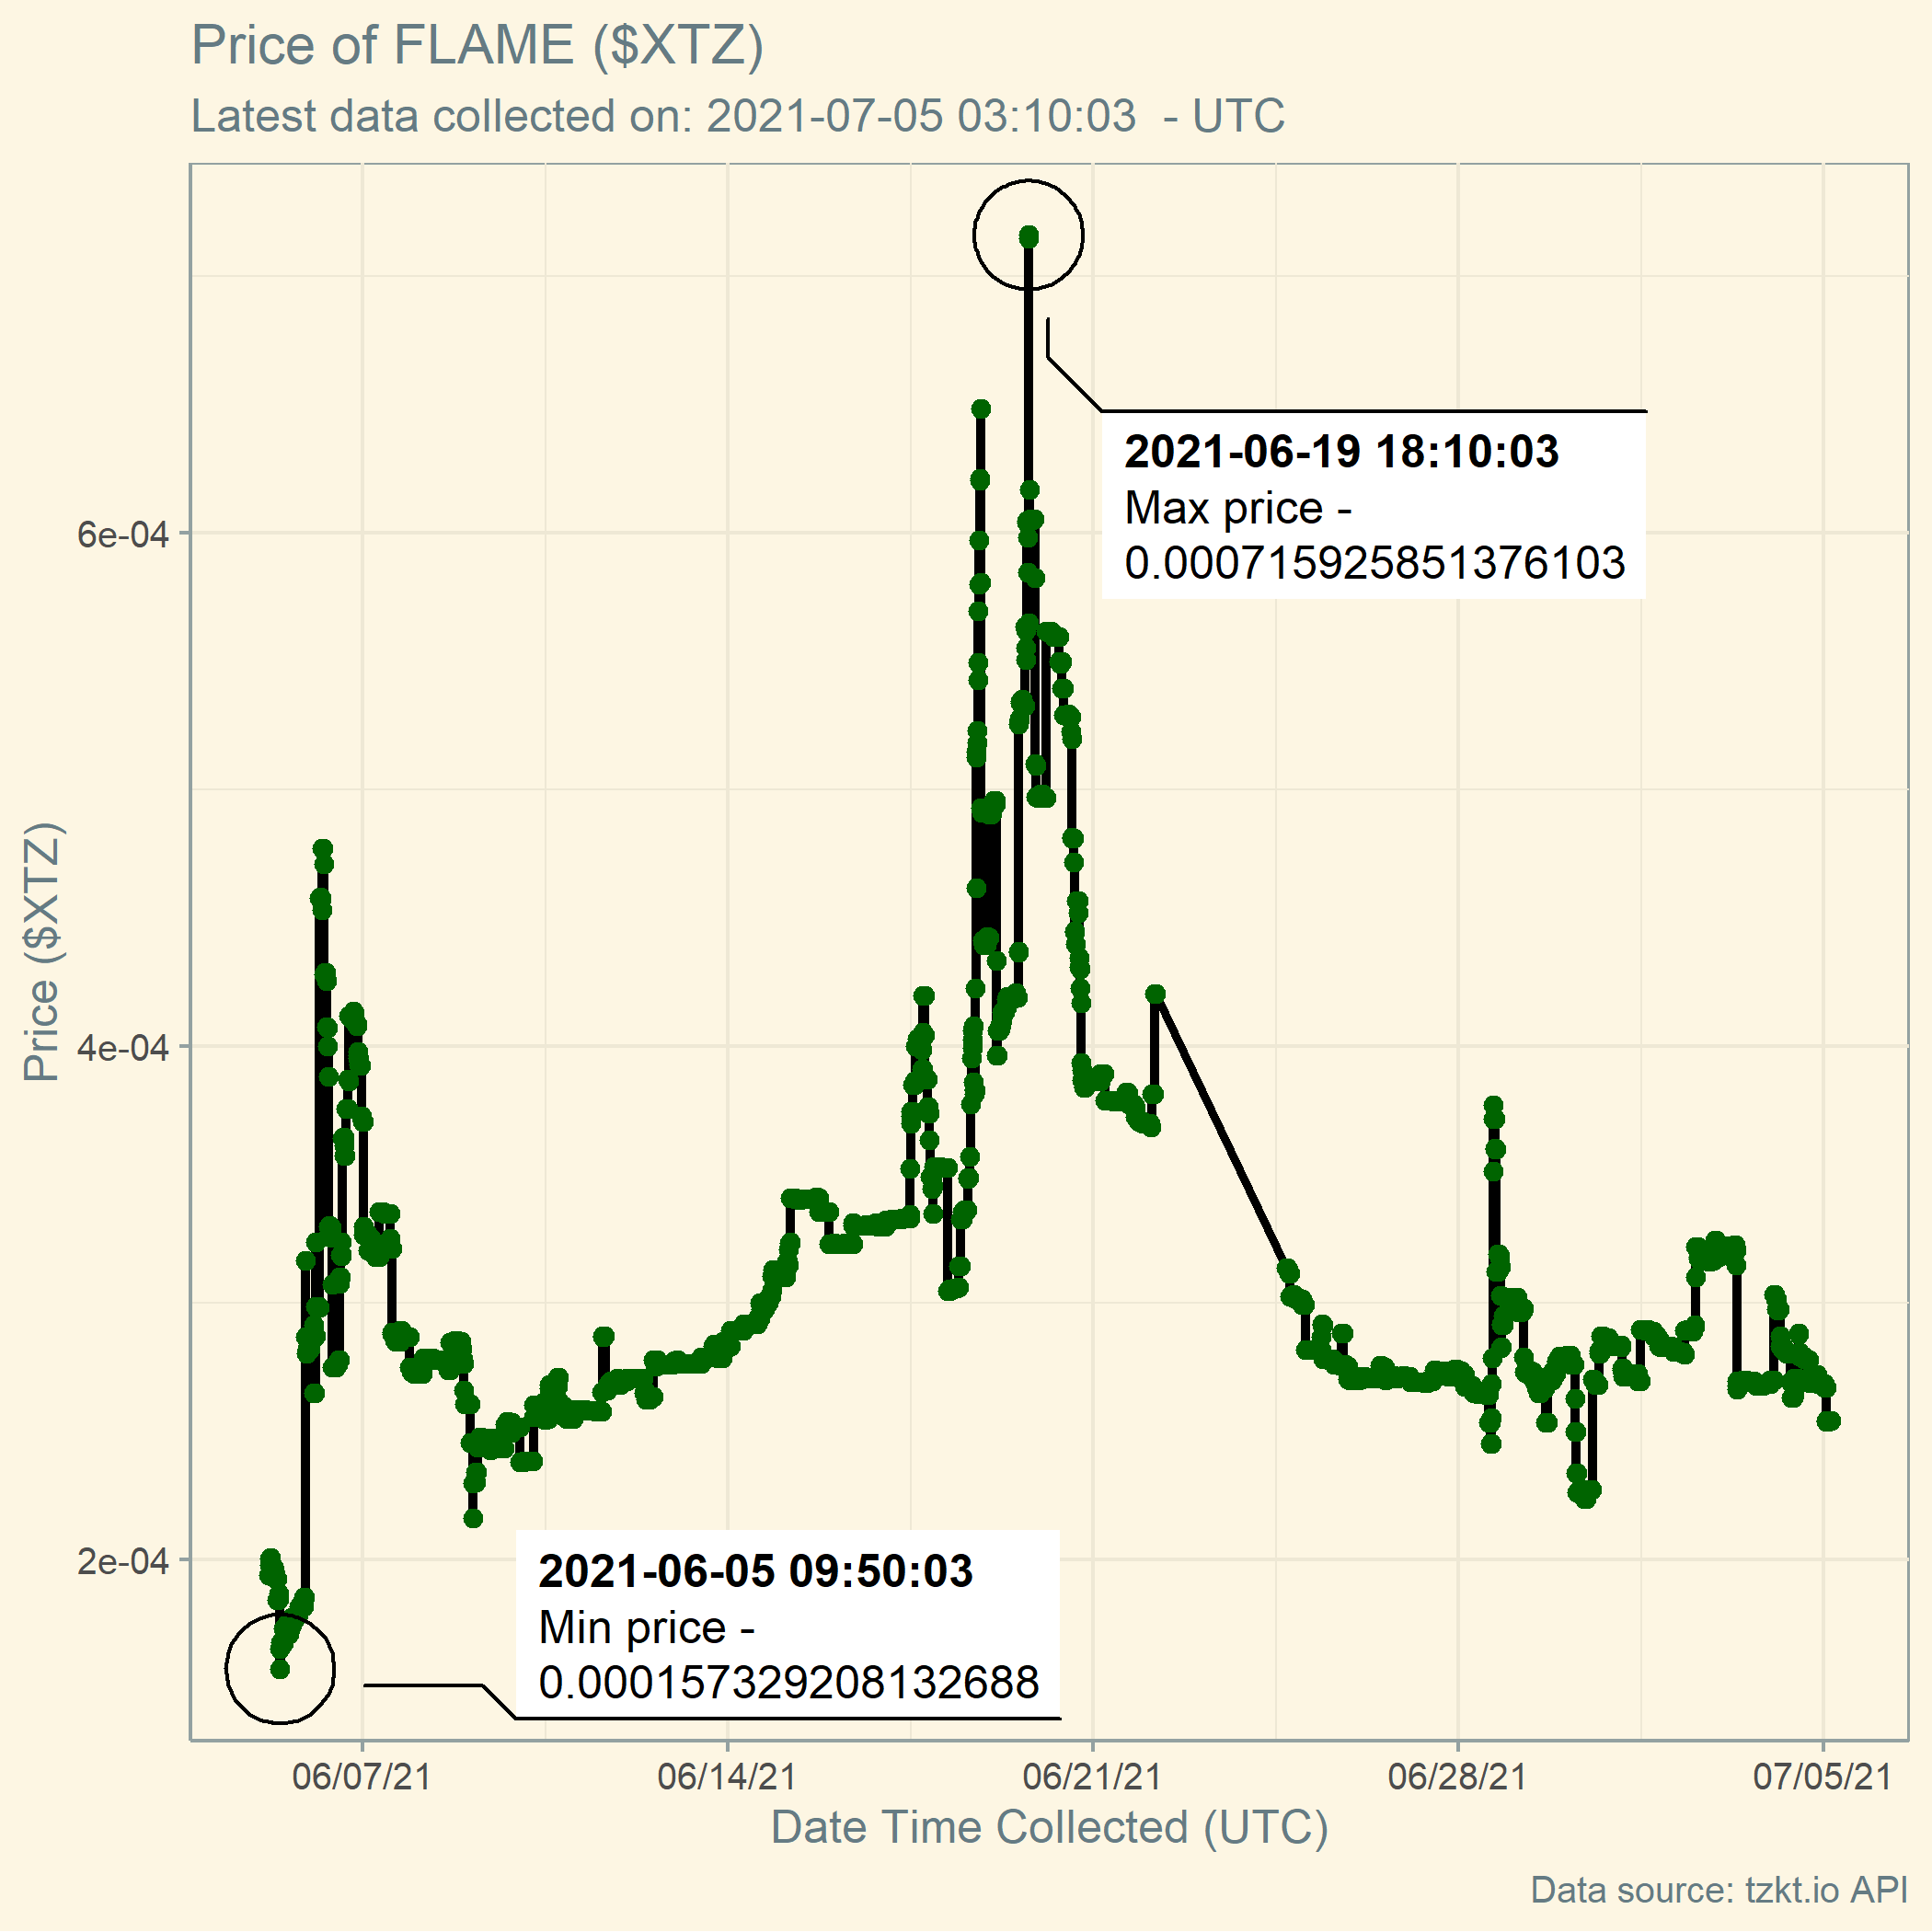 Price of FLAME ($XTZ)
Latest data collected on: 2021-07-05 03:10:03  - UTC
2021-06-19 18:10:03
Max price -
0.000715925851376103
6e-04
4e-04
2e-04
Price ($XTZ)
2021-06-05 09:50:03
Min price -
0.000157329208132688
06/07/21
06/14/21
06/21/21
06/28/21
07/05/21
Date Time Collected (UTC)
Data source: tzkt.io API